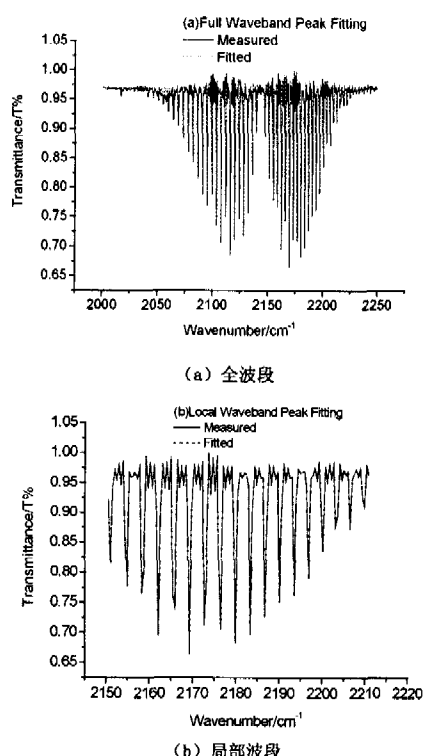 (a)Full Waveband Peak Fitting
Measured
Fitted
1.05
1.00
0.95
0.90
0.85
0.80
0.75
0.70
0.65
Transmittance/T%
2000 2050 2100 2150 2200 2250
Wavenumber/cm-1
(a) 全波段
(b)Local Waveband Peak Fitting
Measured
Fitted
1.05
1.00
0.95
0.90
0.85
0.80
0.75
0.70
0.65
Transmittance/T%
2150 2160 2170 2180 2190 2200 2210 2220
Wavenumber/cm-1
(b) 局部波段